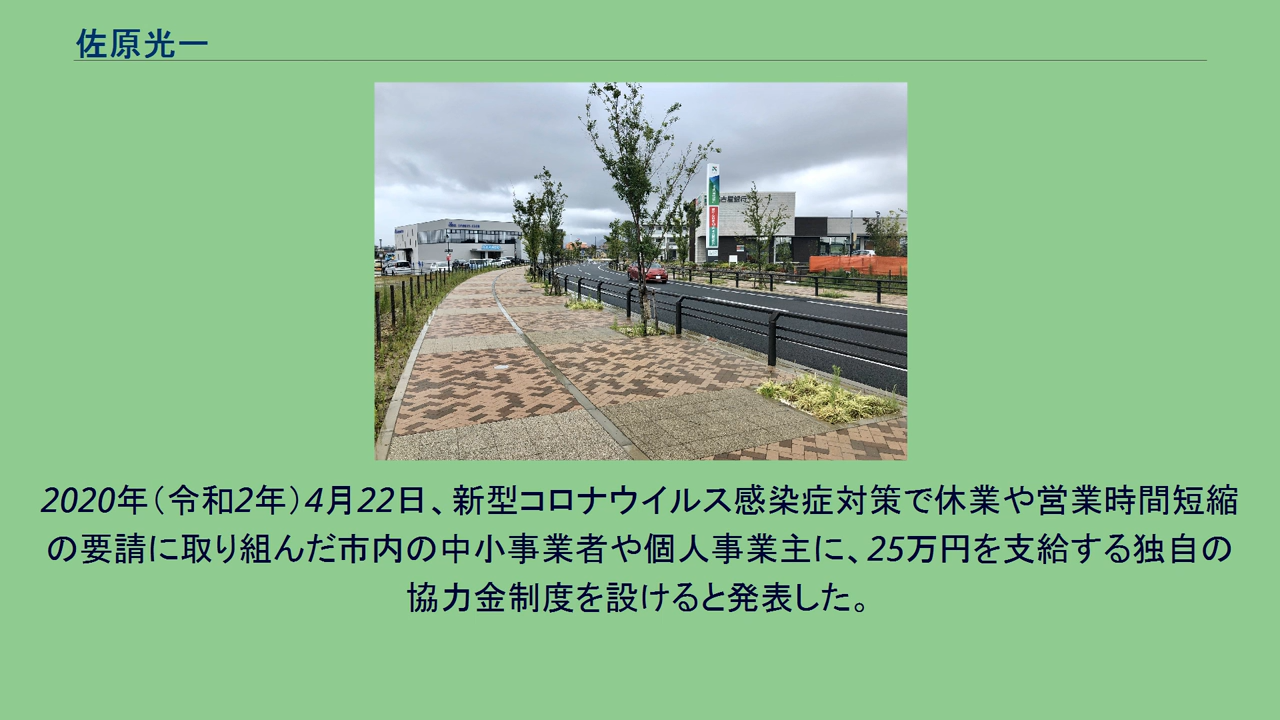 佐原光一
2020年（令和2年）4月22日、新型コロナウイルス感染症対策で休業や営業時間短縮
の要請に取り組んだ市内の中小事業者や個人事業主に、25万円を支給する独自の
協力金制度を設けると発表した。